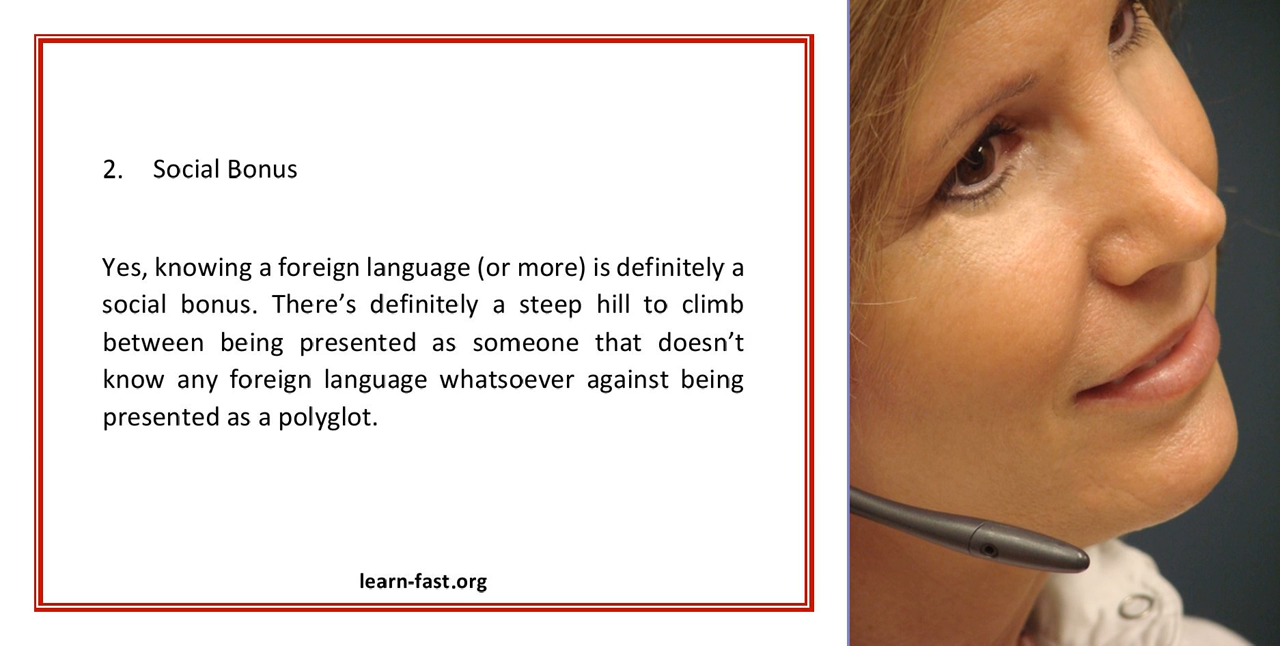 2. Social Bonus
Yes, knowing a foreign language (or more) is definitely a
social bonus. There’s definitely a steep hill to climb
between being presented as someone that doesn’t
know any foreign language whatsoever against being
presented as a polyglot.
learn-fast.org